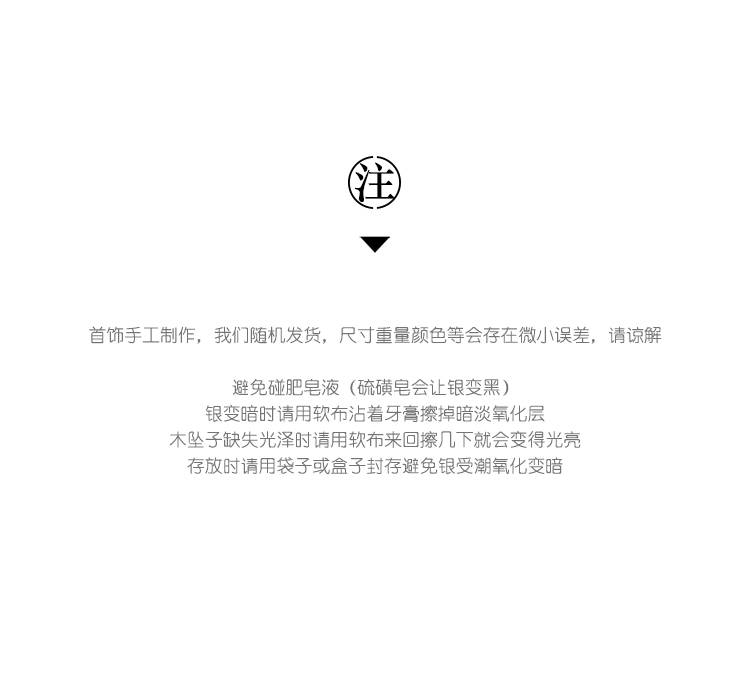 注
首饰手工制作，我们随机发货，尺寸重量颜色等会存在微小误差，请谅解
避免碰肥皂液（硫磺皂会让银变黑）
银变暗时请用软布沾着牙膏擦掉暗淡氧化层
木坠子缺失光泽时请用软布来回擦几下就会变得光亮
存放时请用袋子或盒子封存避免银受潮氧化变暗